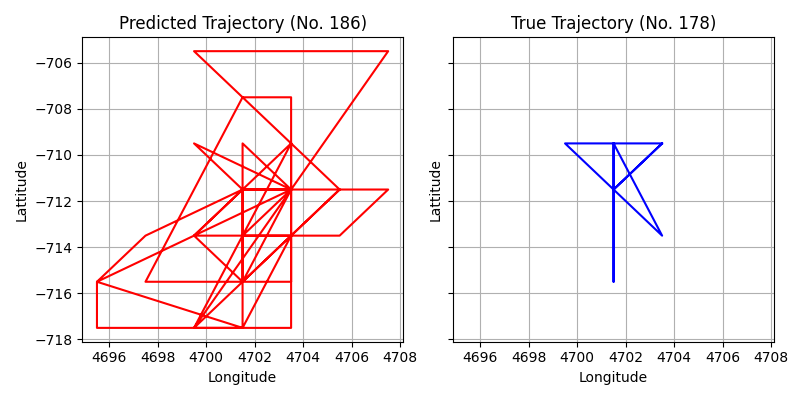 Predicted Trajectory (No. 186)
True Trajectory (No. 178)
Lattitude
−706
−708
−710
−712
−714
−716
−718
4696 4698 4700 4702 4704 4706 4708
Longitude
Lattitude
4696 4698 4700 4702 4704 4706 4708
Longitude